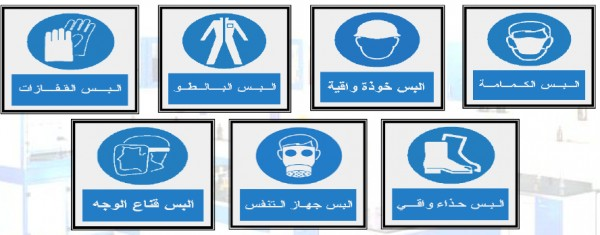 البس الكمامة
البس خوذة واقية
البس البالطو
البس القفازات
البس حذاء واقي
البس جهاز التنفس
البس قناع الوجه